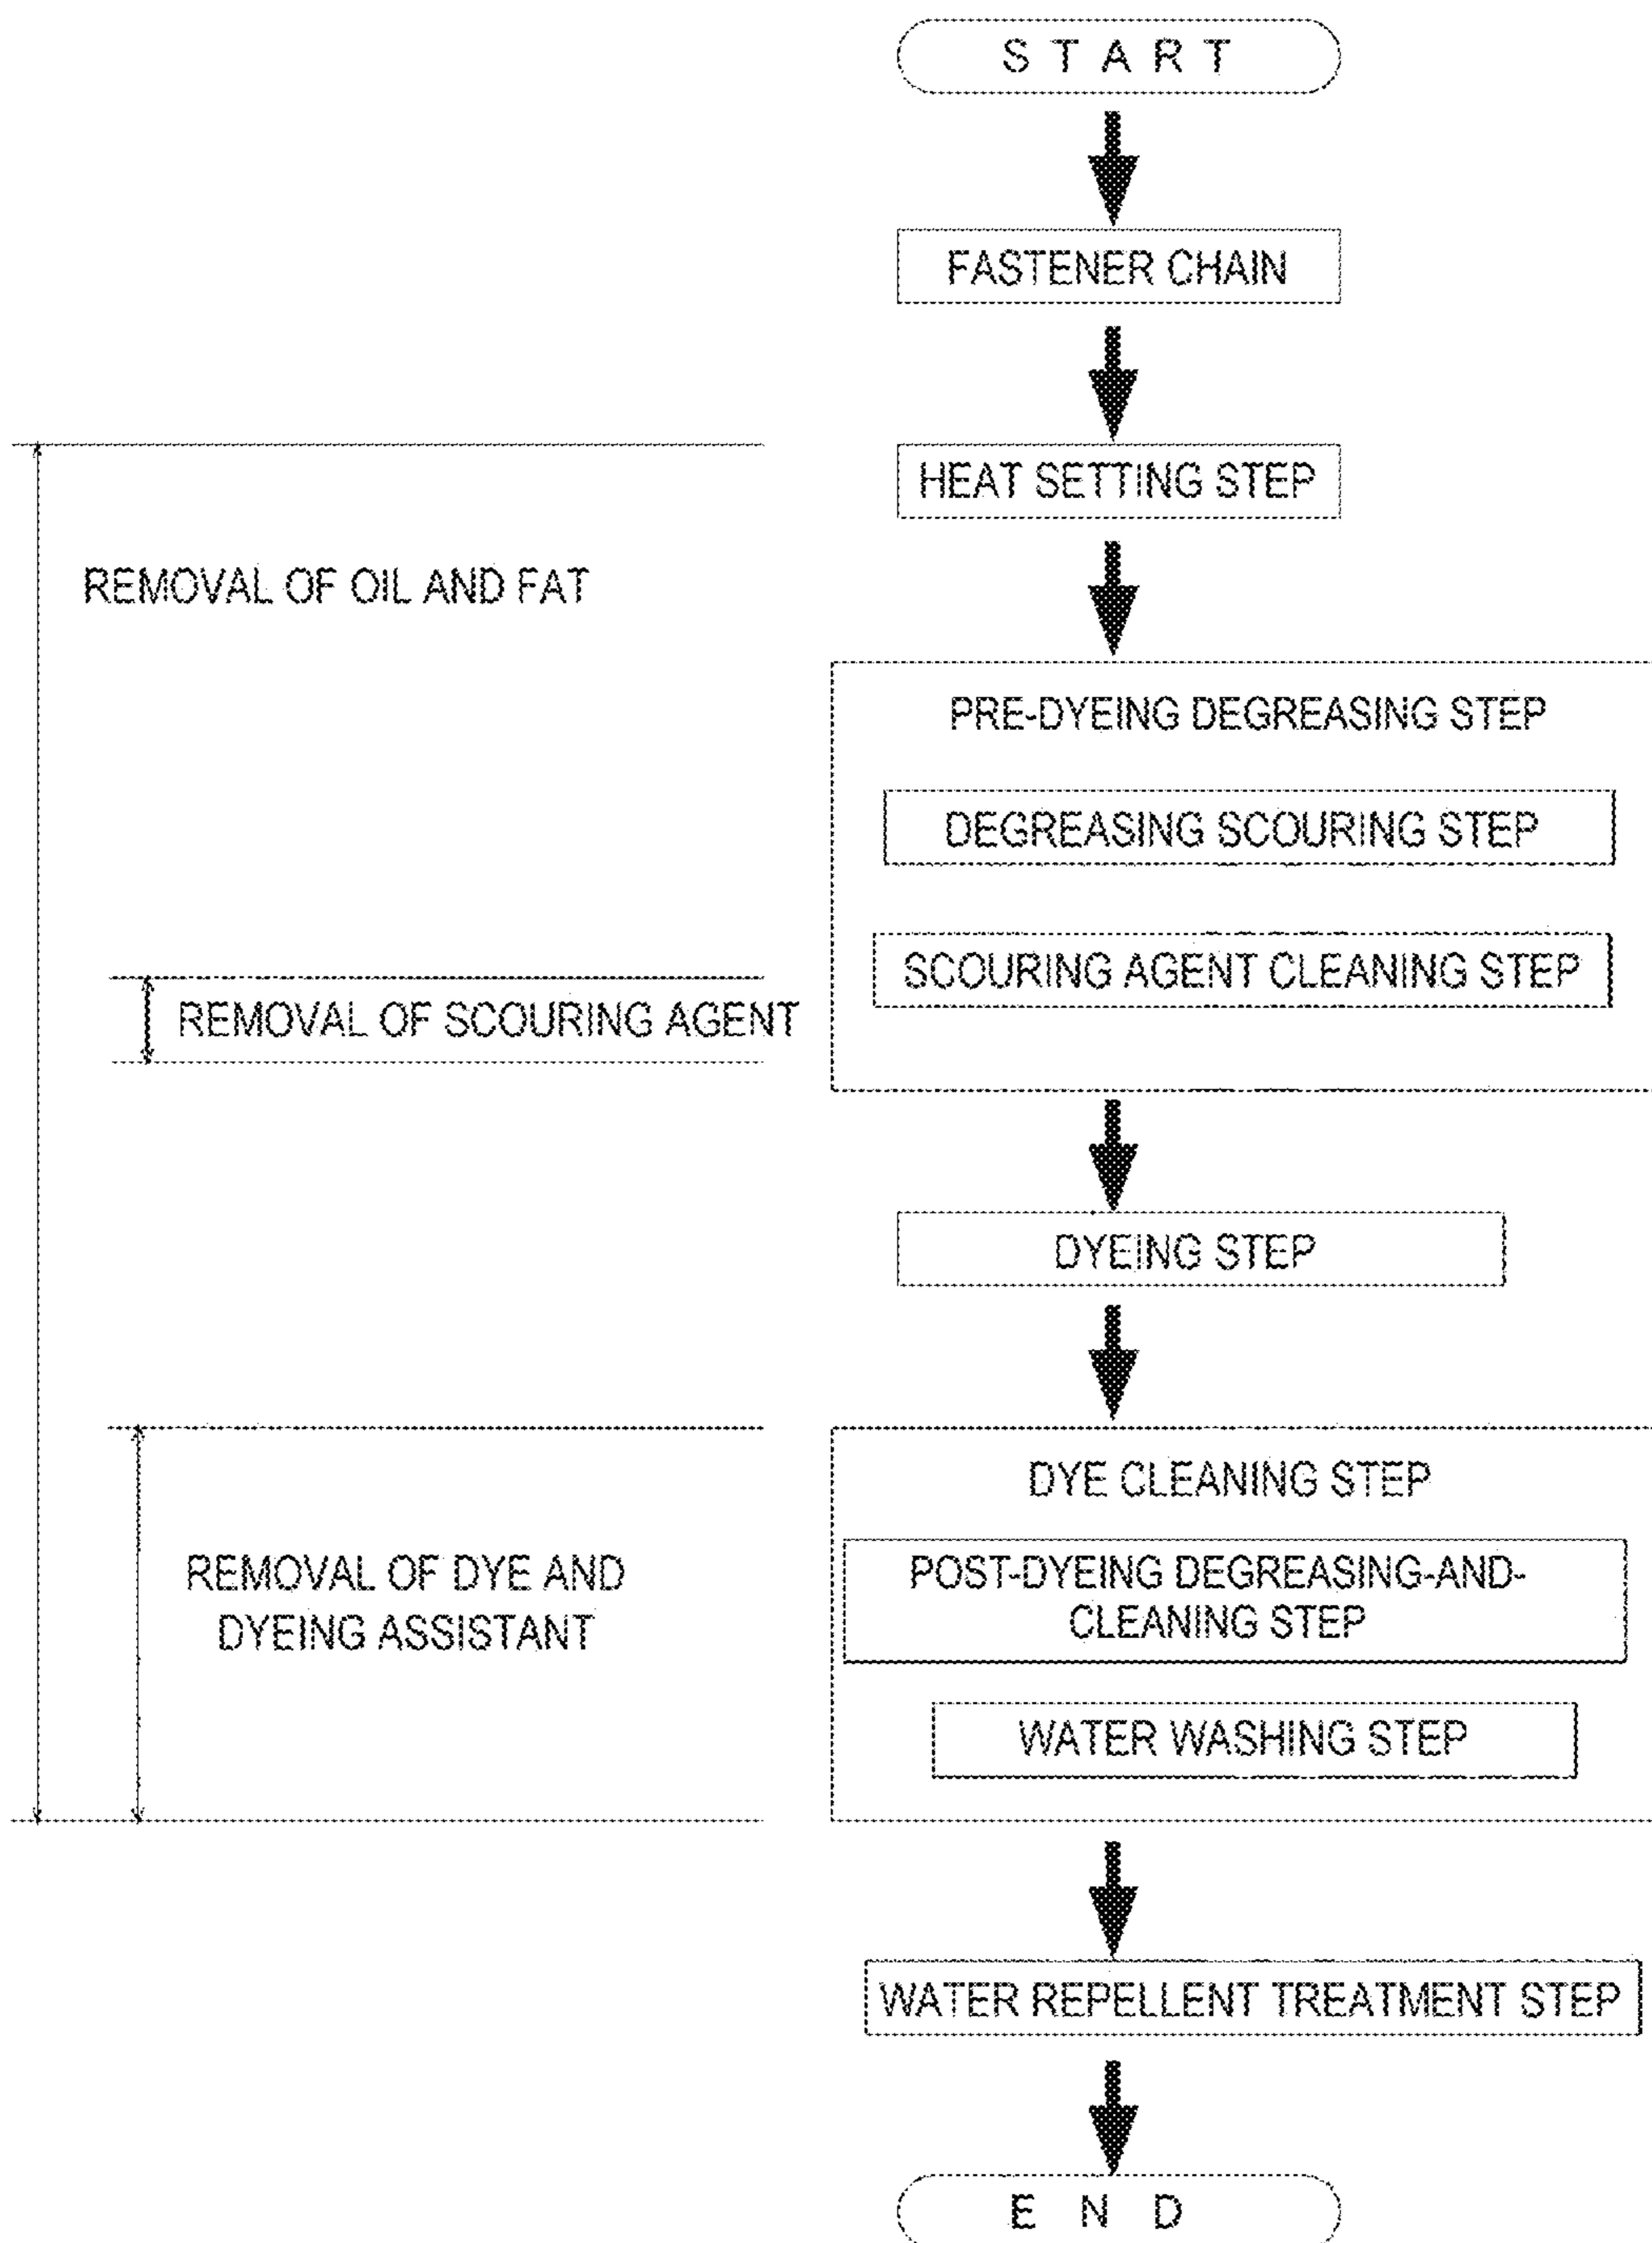 START
FASTENER CHAIN
HEAT SETTING STEP
REMOVAL OF OIL AND FAT
PRE-DYEING DEGREASING STEP
DEGREASING SCOURING STEP
SCOURING AGENT CLEANING STEP
REMOVAL OF SCOURING AGENT
DYEING STEP
DYE CLEANING STEP
REMOVAL OF DYE AND
DYEING ASSISTANT
POST-DYEING DEGREASING-AND-
CLEANING STEP
WATER WASHING STEP
WATER REPELLENT TREATMENT STEP
END